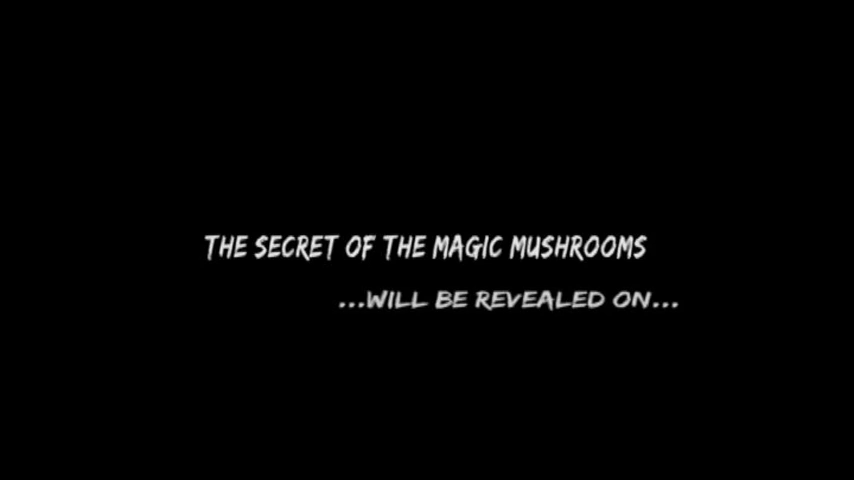 THE SECRET OF THE MAGIC MUSHROOMS
...WILL BE REVEALED ON...